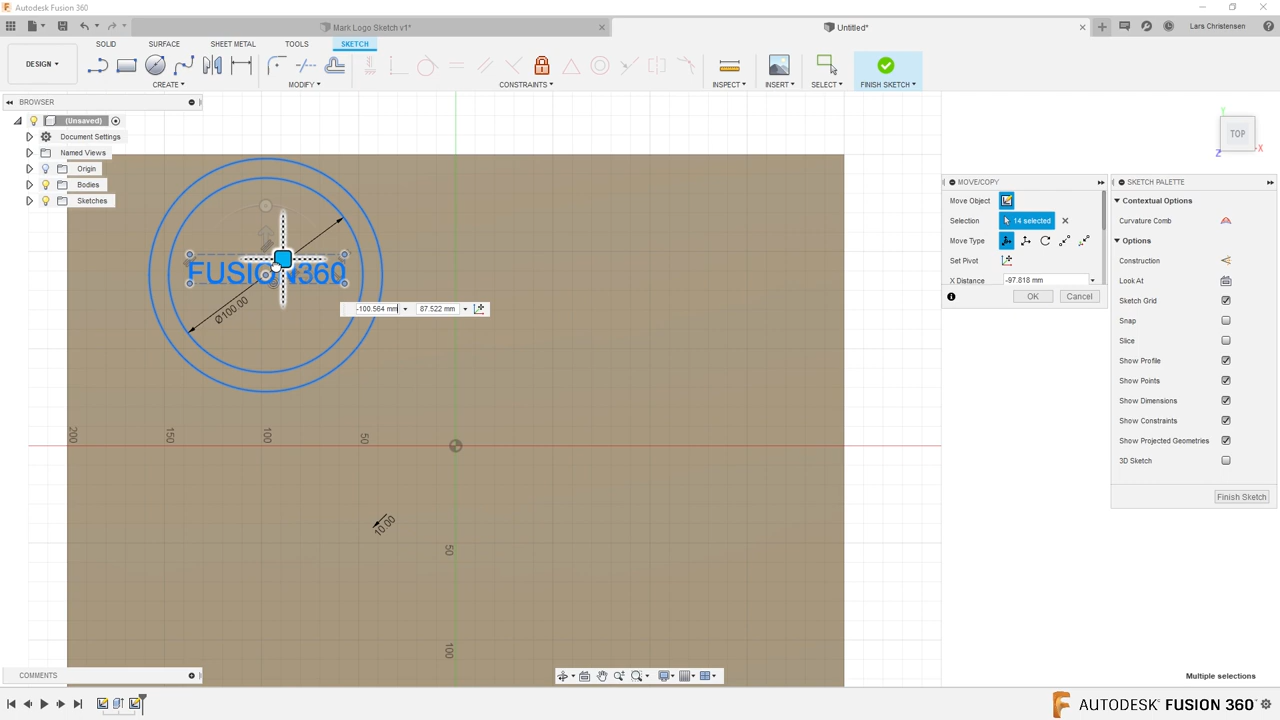 Autodesk Fusion 360
Mark Logo Sketch v1*
Untitled*
Lars Christensen
SOLID SURFACE SHEET METAL TOOLS SKETCH
DESIGN
CREATE MODIFY CONSTRAINTS INSPECT INSERT SELECT FINISH SKETCH
BROWSER
(Unsaved)
Document Settings
Named Views
Origin
Bodies
Sketches
TOP
Y
X
Z
MOVE/COPY
Move Object
Selection 14 selected
Move Type
Set Pivot
X Distance -97.818 mm
OK Cancel
SKETCH PALETTE
Contextual Options
Curvature Comb
Options
Construction
Look At
Sketch Grid
Snap
Slice
Show Profile
Show Points
Show Dimensions
Show Constraints
Show Projected Geometries
3D Sketch
Finish Sketch
FUSION360
Ø100.00
-100.564 mm 87.522 mm
200 150 100 50
10.00
50
100
COMMENTS
Multiple selections
AUTODESK FUSION 360